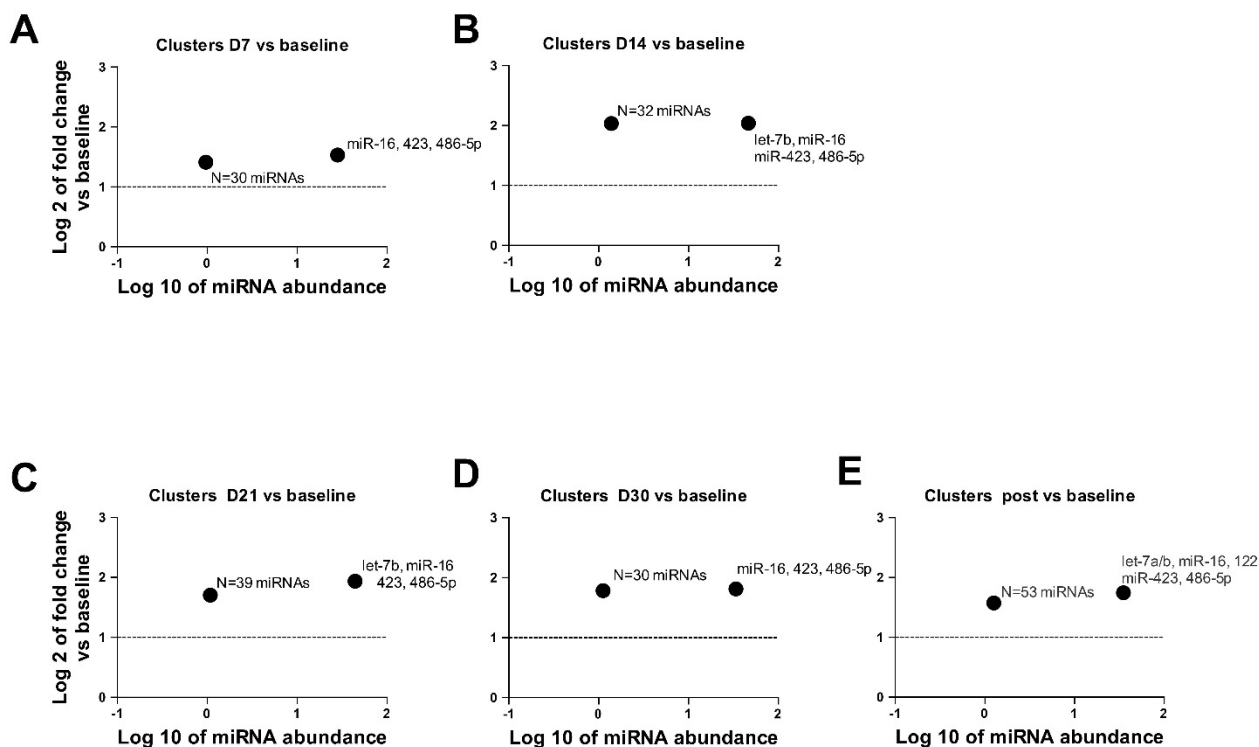 A
Clusters D7 vs baseline
Log 2 of fold change
vs baseline
3
2
1
0
miR-16, 423, 486-5p
N=30 miRNAs
-1 0 1 2
Log 10 of miRNA abundance
B
Clusters D14 vs baseline
3
2
1
0
N=32 miRNAs
let-7b, miR-16
miR-423, 486-5p
-1 0 1 2
Log 10 of miRNA abundance
C
Clusters D21 vs baseline
Log 2 of fold change
vs baseline
3
2
1
0
let-7b, miR-16
423, 486-5p
N=39 miRNAs
-1 0 1 2
Log 10 of miRNA abundance
D
Clusters D30 vs baseline
3
2
1
0
N=30 miRNAs
miR-16, 423, 486-5p
-1 0 1 2
Log 10 of miRNA abundance
E
Clusters post vs baseline
3
2
1
0
let-7a/b, miR-16, 122
miR-423, 486-5p
N=53 miRNAs
-1 0 1 2
Log 10 of miRNA abundance